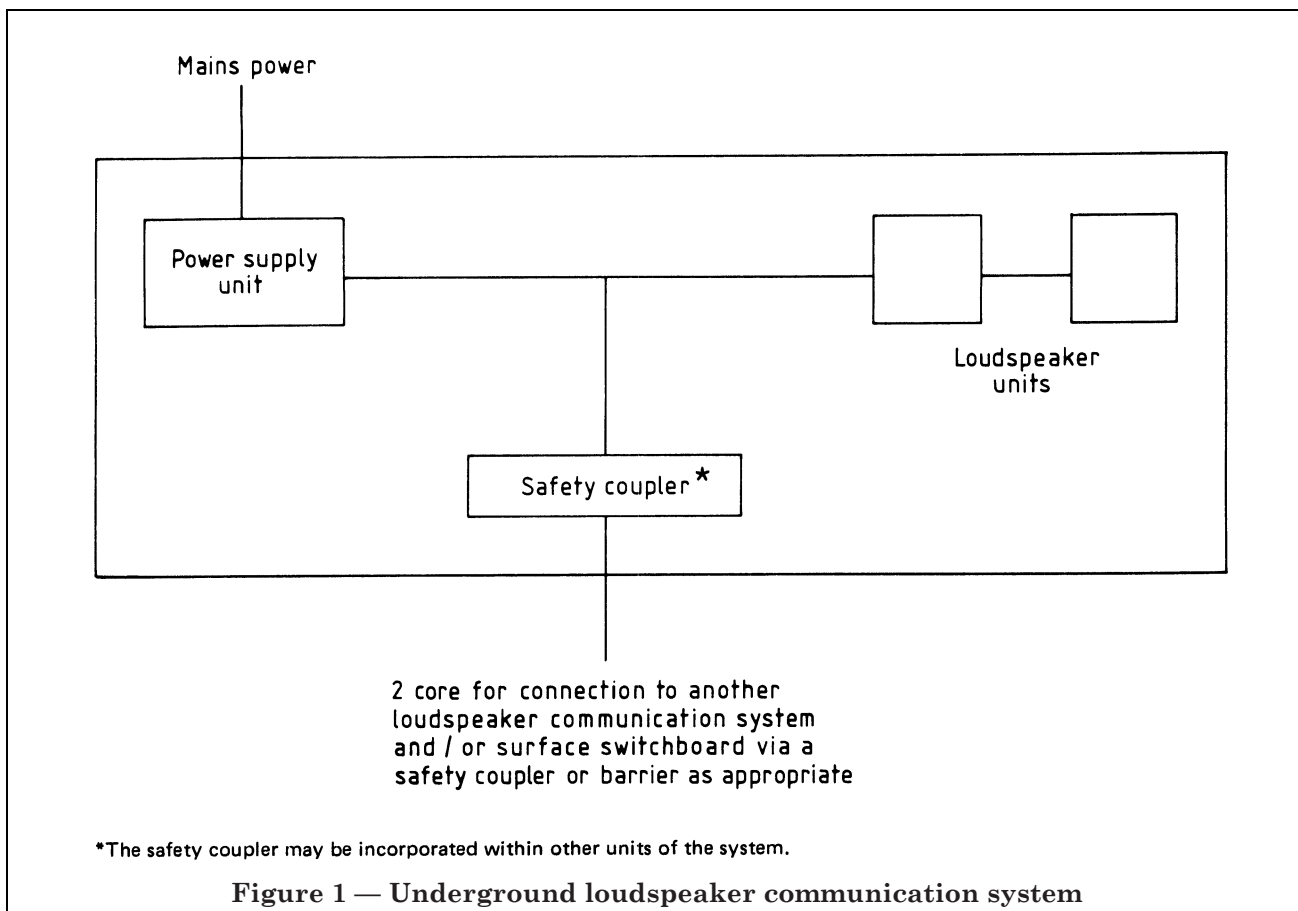 Mains power
Power supply
unit
Loudspeaker
units
Safety coupler*
2 core for connection to another
loudspeaker communication system
and / or surface switchboard via a
safety coupler or barrier as appropriate
*The safety coupler may be incorporated within other units of the system.
Figure 1 — Underground loudspeaker communication system